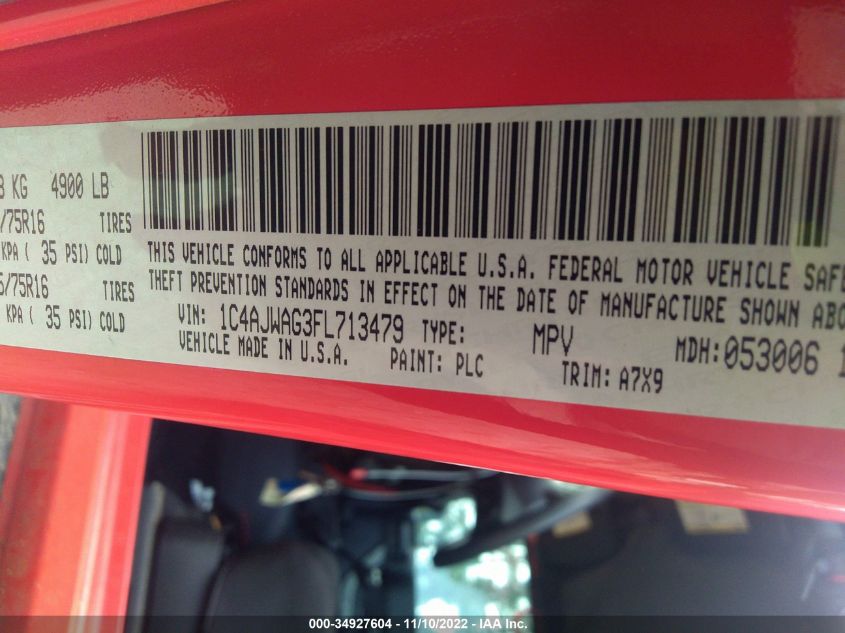 KG 4900 LB
/75R16 TIRES
KPA ( 35 PSI) COLD
/75R16 TIRES
KPA ( 35 PSI) COLD
THIS VEHICLE CONFORMS TO ALL APPLICABLE U.S.A. FEDERAL MOTOR VEHICLE SAFE
THEFT PREVENTION STANDARDS IN EFFECT ON THE DATE OF MANUFACTURE SHOWN ABO
VIN: 1C4AJWAG3FL713479 TYPE: MPV MDH: 053006 1
VEHICLE MADE IN U.S.A. PAINT: PLC TRIM: A7X9
000-34927604 - 11/10/2022 - IAA Inc.